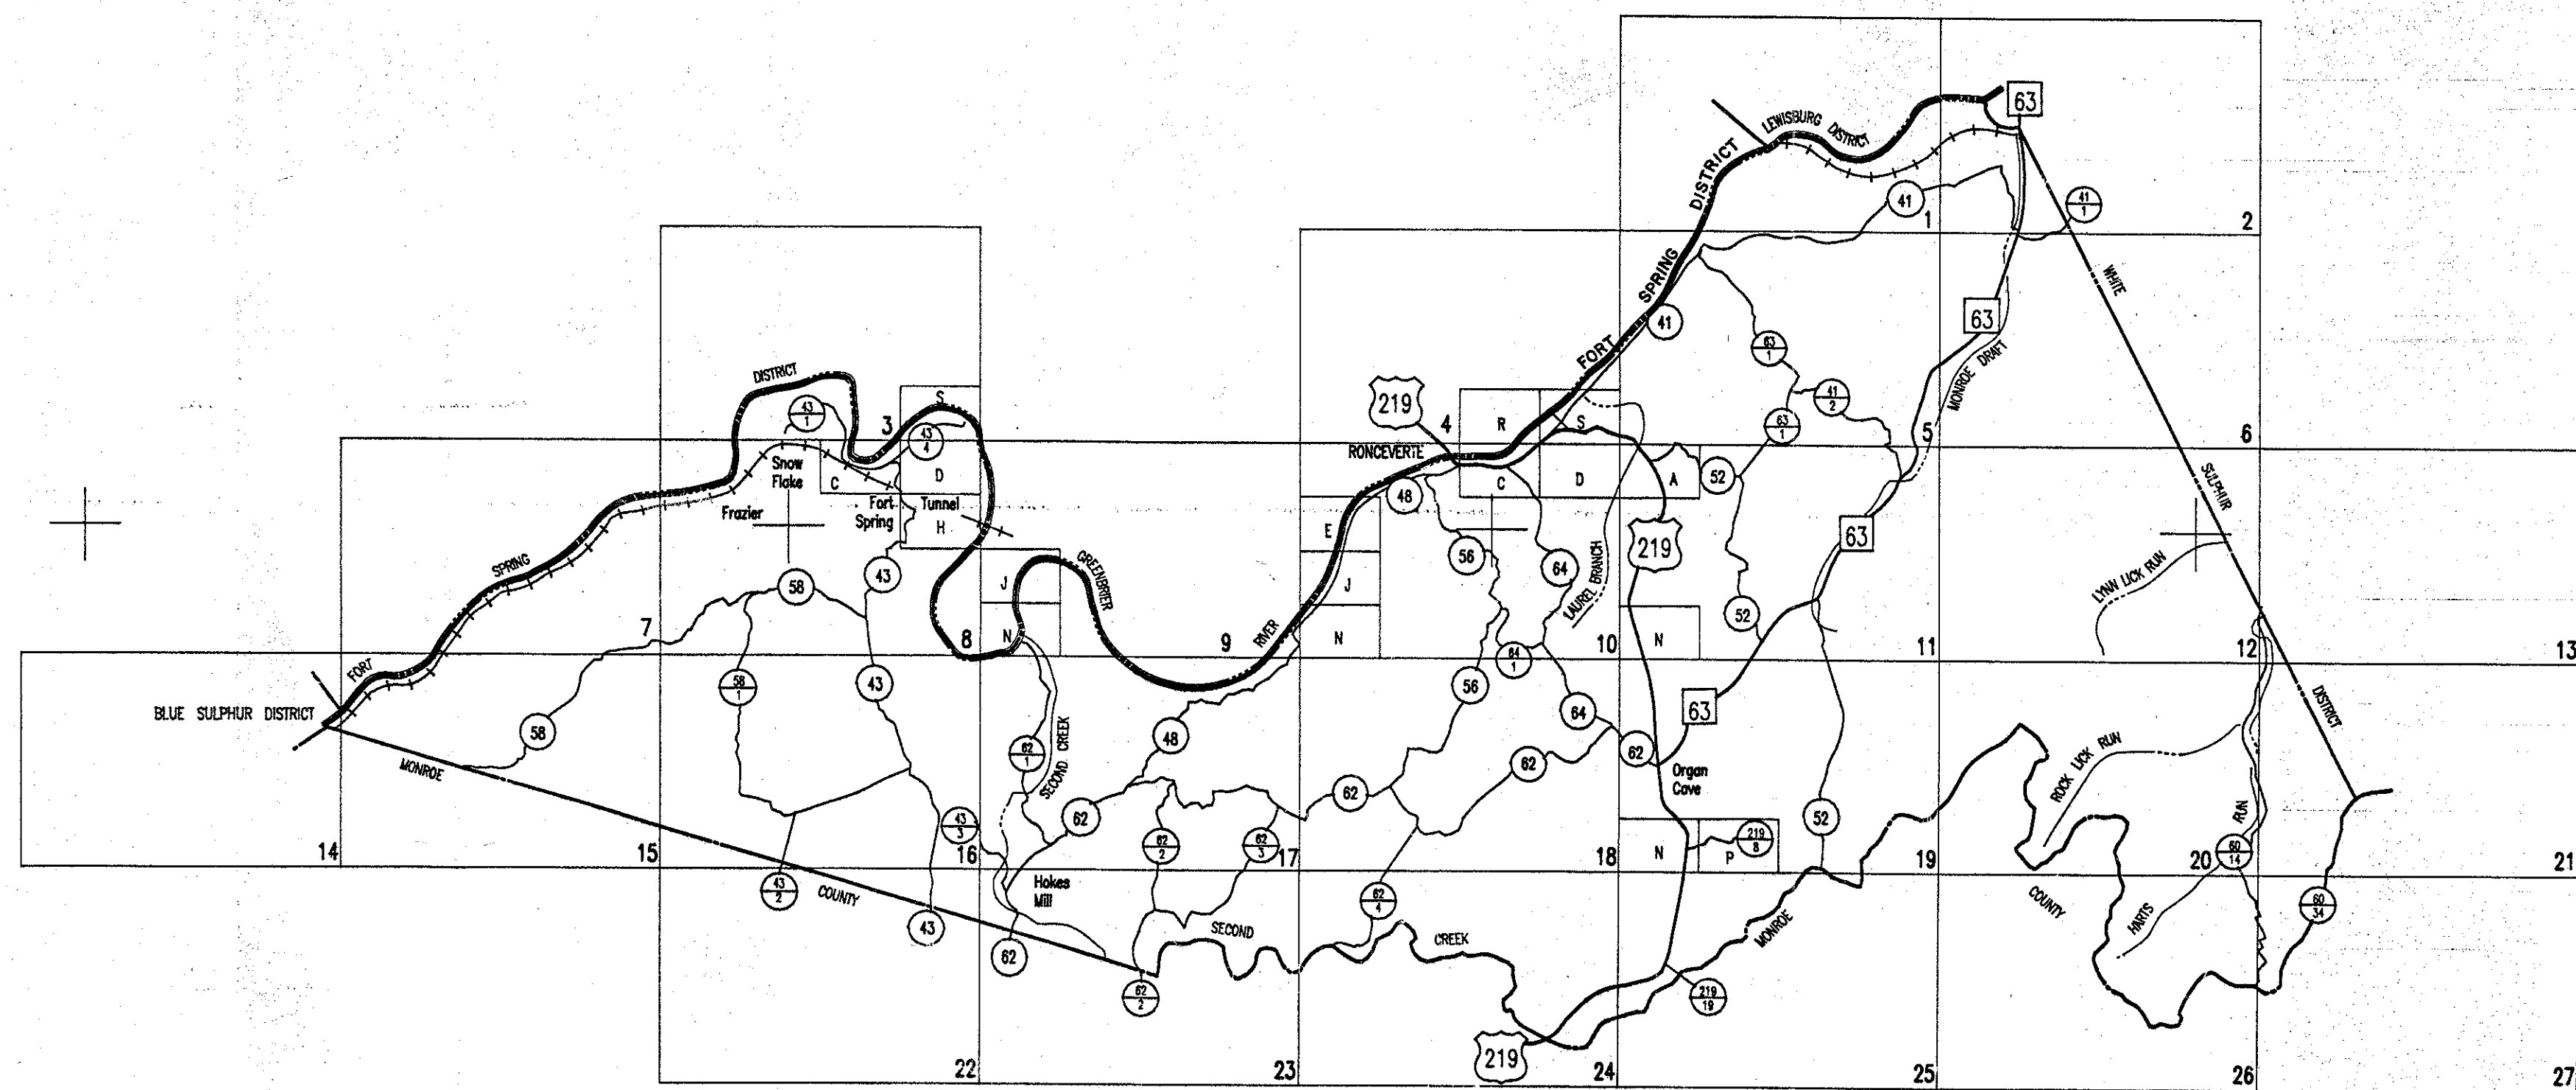 63
LEWISBURG DISTRICT
DISTRICT
41
41
1
1
2
WHITE
SPRING
63
41
MONROE DRAFT
63
1
FORT
DISTRICT
219
41
2
43
1
S
3
43
4
4
R
S
63
1
5
6
RONCEVERTE
Snow
Flake
C
D
48
C
D
A
52
SULPHUR
Frazier
Fort
Spring
Tunnel
H
E
219
63
SPRING
43
56
64
LAUREL BRANCH
LYNN LICK RUN
58
J
GREENBRIER
J
52
7
8
N
9
RIVER
N
10
N
11
12
13
FORT
58
1
43
56
64
1
BLUE SULPHUR DISTRICT
58
64
63
DISTRICT
MONROE
62
1
SECOND CREEK
48
62
62
ROCK LICK RUN
Organ
Cave
62
62
52
43
3
62
2
62
3
219
8
RUN
14
15
16
17
18
N
P
19
20
60
14
21
43
2
COUNTY
Hokes
Mill
62
4
COUNTY
60
34
43
SECOND
CREEK
MONROE
HARTS
62
62
2
219
19
219
22
23
24
25
26
27